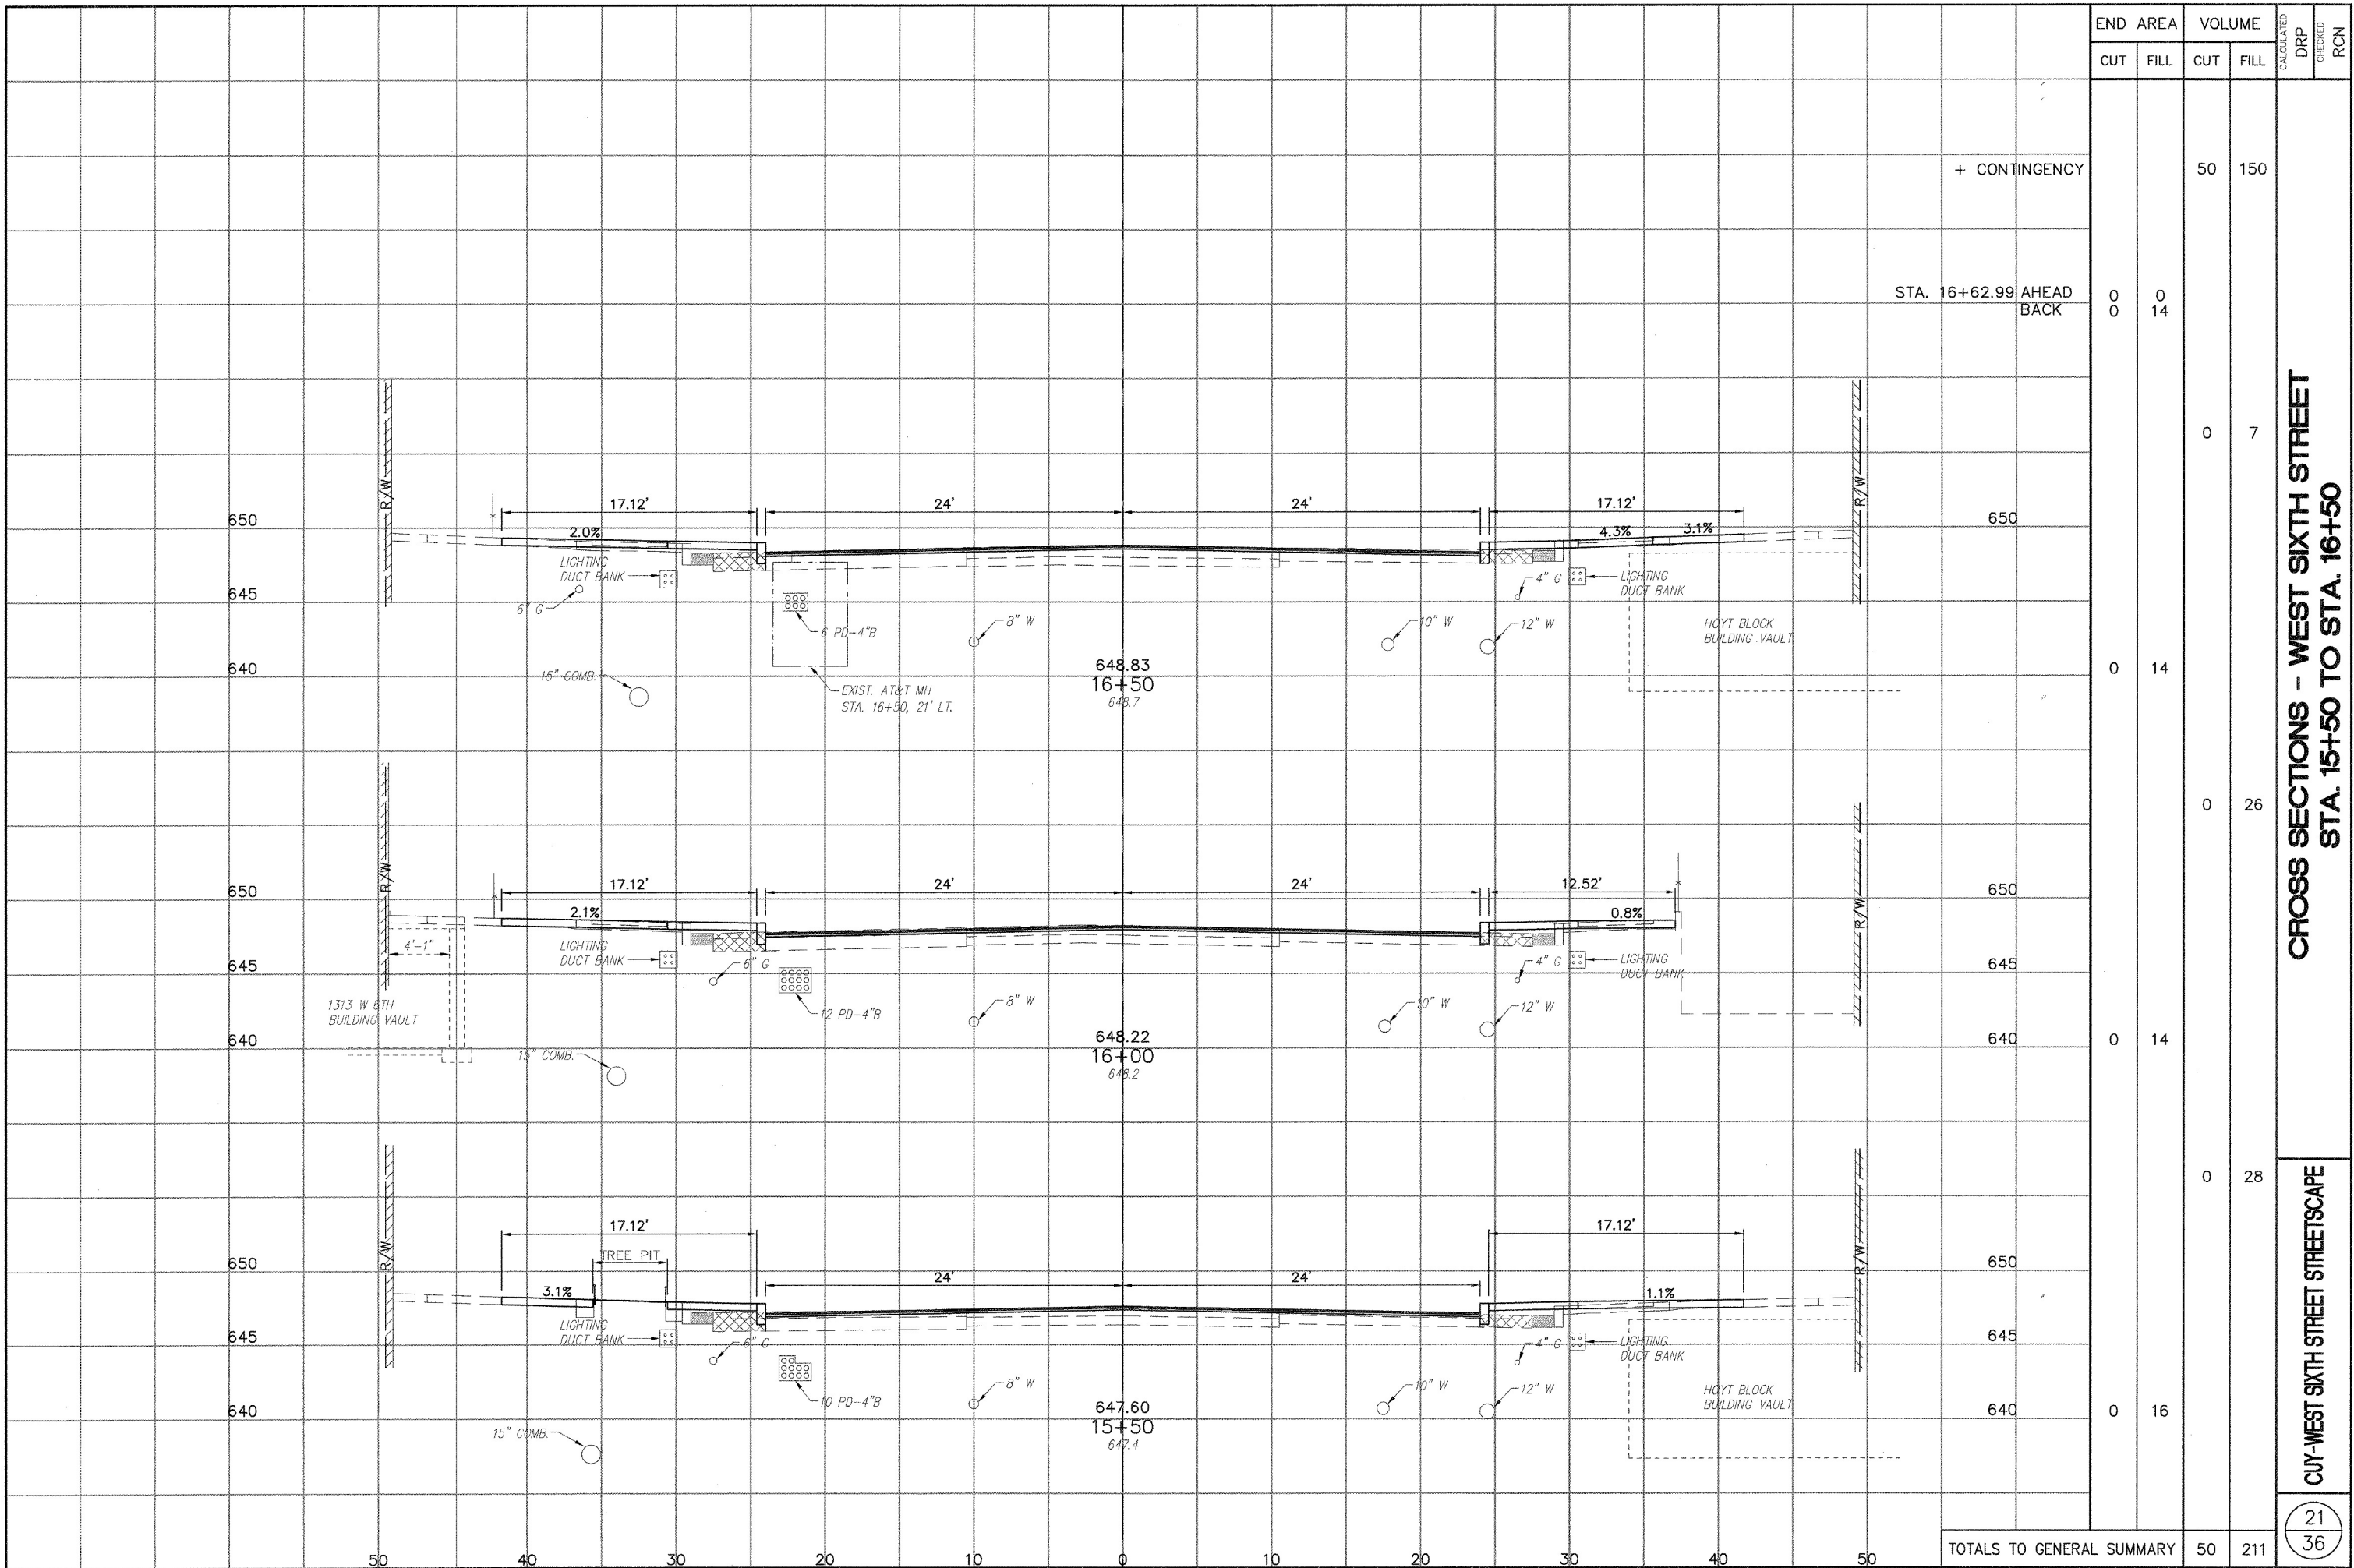 END AREA
VOLUME
CUT
FILL
CUT
FILL
CALCULATED
DRP
CHECKED
RCN
+ CONTINGENCY
50
150
STA. 16+62.99 AHEAD
0
0
BACK
0
14
0
7
R/W
R/W
17.12'
24'
24'
17.12'
650
650
2.0%
4.3%
3.1%
LIGHTING
DUCT BANK
6" G
645
6 PD-4"B
8" W
10" W
12" W
4" G
LIGHTING
DUCT BANK
HOYT BLOCK
BUILDING VAULT
640
15" COMB.
EXIST. AT&T MH
STA. 16+50, 21' LT.
648.83
16+50
648.7
0
14
0
26
R/W
R/W
17.12'
24'
24'
12.52'
650
650
2.1%
0.8%
4'-1"
LIGHTING
DUCT BANK
6" G
4" G
LIGHTING
DUCT BANK
645
645
1313 W 6TH
BUILDING VAULT
12 PD-4"B
8" W
10" W
12" W
640
640
15" COMB.
648.22
16+00
648.2
0
14
0
28
R/W
R/W
17.12'
17.12'
TREE PIT
650
650
24'
24'
3.1%
1.1%
LIGHTING
DUCT BANK
6" G
4" G
LIGHTING
DUCT BANK
645
645
10 PD-4"B
8" W
10" W
12" W
HOYT BLOCK
BUILDING VAULT
640
640
15" COMB.
647.60
15+50
647.4
0
16
50
40
30
20
10
0
10
20
30
40
50
TOTALS TO GENERAL SUMMARY
50
211
CROSS SECTIONS - WEST SIXTH STREET
STA. 15+50 TO STA. 16+50
CUY-WEST SIXTH STREET STREETSCAPE
21
36